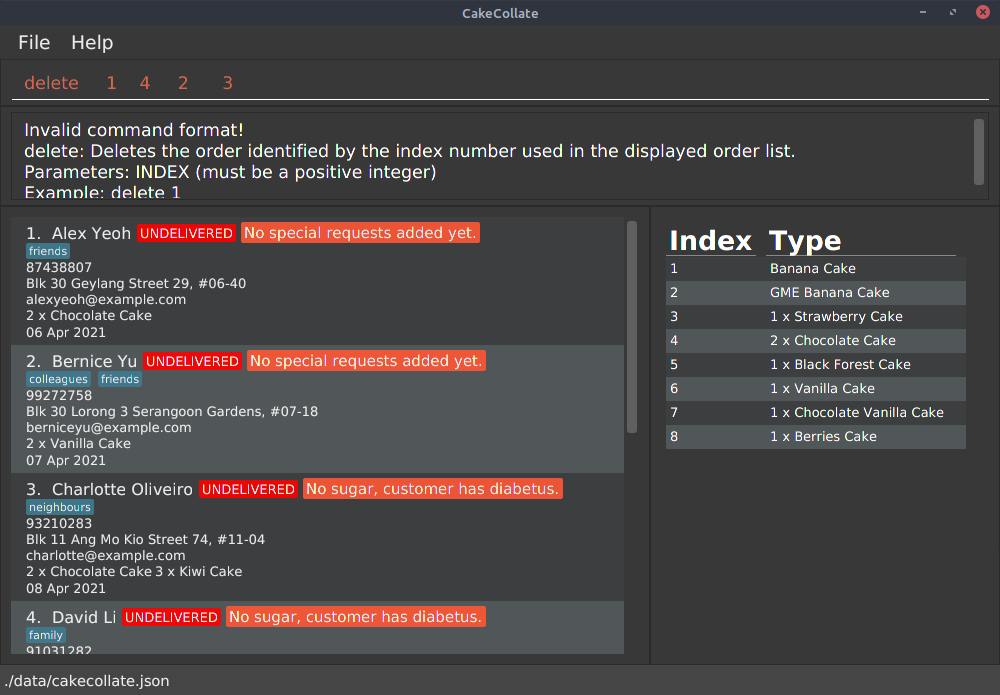 CakeCollate
File Help
delete 1 4 2 3
Invalid command format!
delete: Deletes the order identified by the index number used in the displayed order list.
Parameters: INDEX (must be a positive integer)
Example: delete 1
1. Alex Yeoh UNDELIVERED No special requests added yet.
friends
87438807
Blk 30 Geylang Street 29, #06-40
alexyeoh@example.com
2 x Chocolate Cake
06 Apr 2021
2. Bernice Yu UNDELIVERED No special requests added yet.
colleagues friends
99272758
Blk 30 Lorong 3 Serangoon Gardens, #07-18
berniceyu@example.com
2 x Vanilla Cake
07 Apr 2021
3. Charlotte Oliveiro UNDELIVERED No sugar, customer has diabetus.
neighbours
93210283
Blk 11 Ang Mo Kio Street 74, #11-04
charlotte@example.com
2 x Chocolate Cake 3 x Kiwi Cake
08 Apr 2021
4. David Li UNDELIVERED No sugar, customer has diabetus.
family
91031282
Index Type
1 Banana Cake
2 GME Banana Cake
3 1 x Strawberry Cake
4 2 x Chocolate Cake
5 1 x Black Forest Cake
6 1 x Vanilla Cake
7 1 x Chocolate Vanilla Cake
8 1 x Berries Cake
./data/cakecollate.json